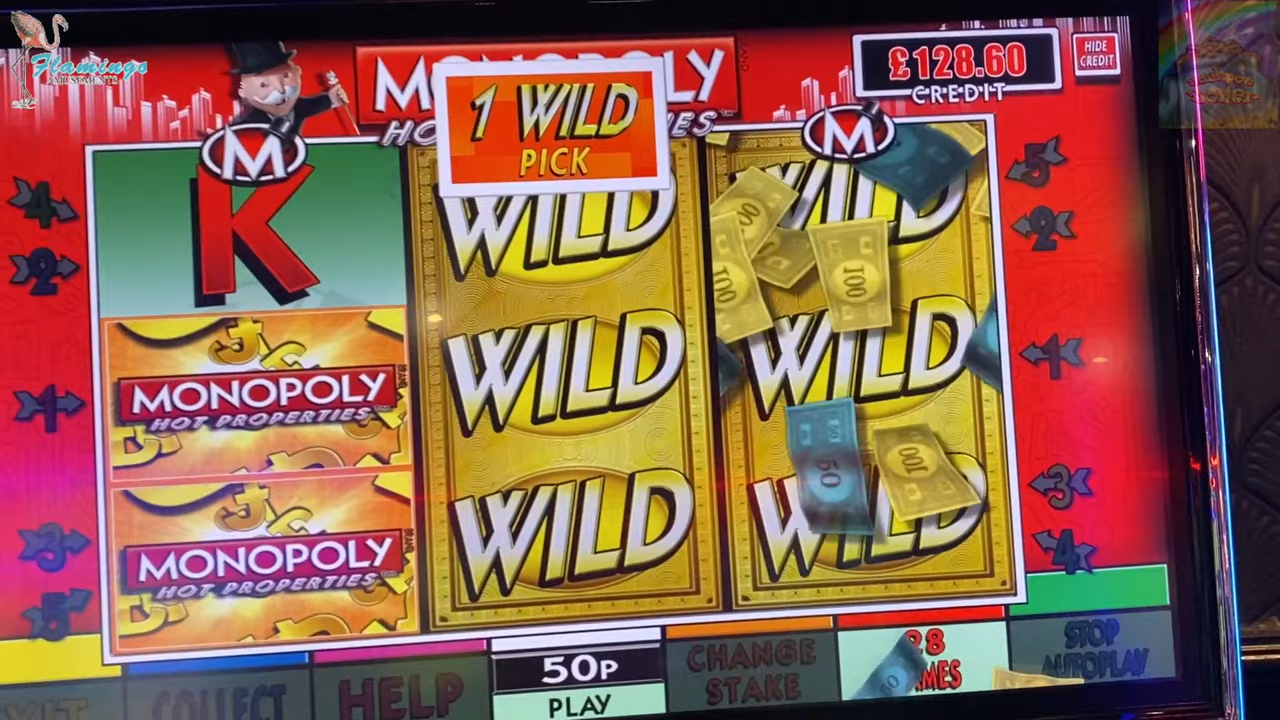 Flamingo
AMUSEMENTS
MONOPOLY
£128.60
CREDIT
HIDE
CREDIT
1 WILD
PICK
M
M
K
WILD
WILD
MONOPOLY
HOT PROPERTIES
WILD
WILD
MONOPOLY
HOT PROPERTIES
WILD
WILD
4
2
1
3
5
5
2
1
3
4
100
100
50
100
50P
PLAY
COLLECT
HELP
CHANGE
STAKE
28
STOP
AUTOPLAY